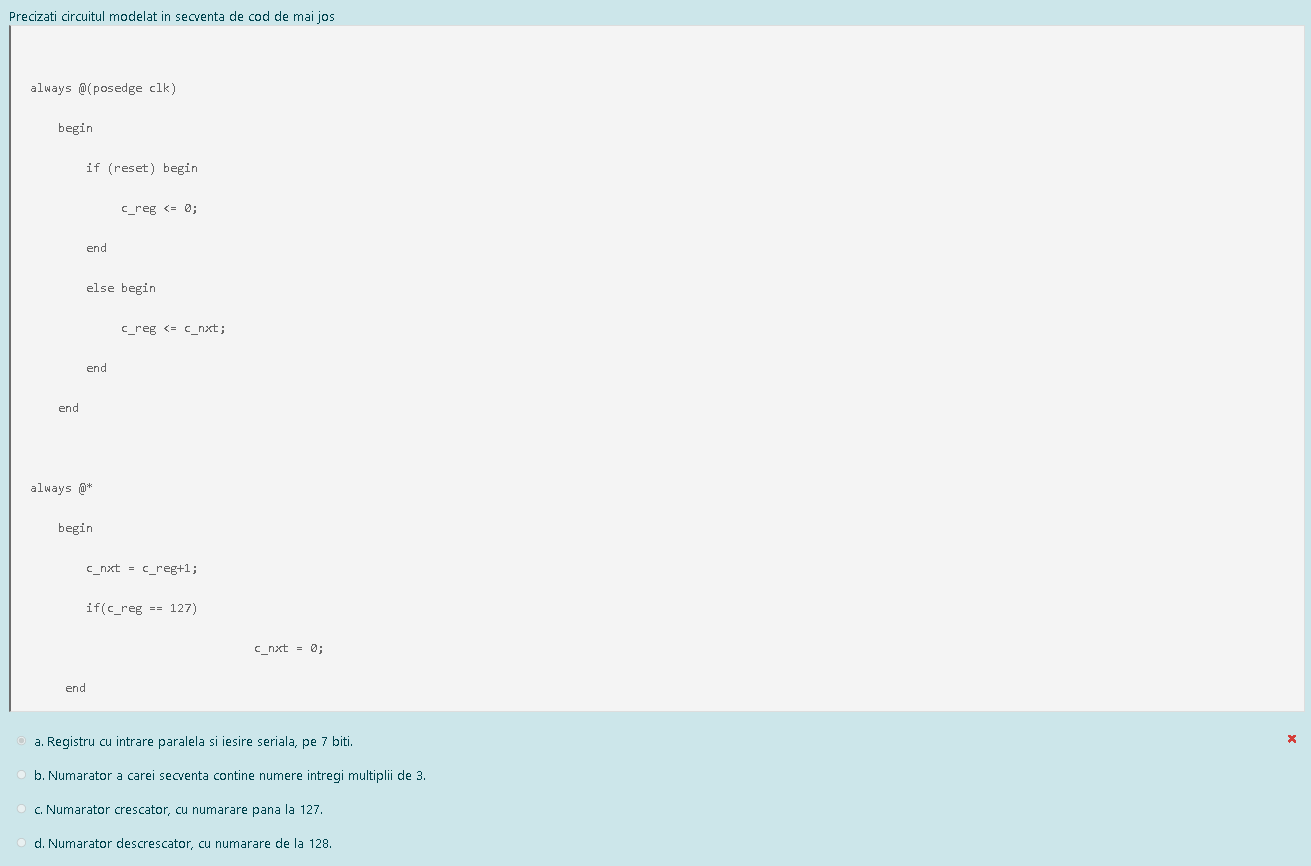 Precizati circuitul modelat in secventa de cod de mai jos
always @(posedge clk)
begin
if (reset) begin
c_reg <= 0;
end
else begin
c_reg <= c_nxt;
end
end
always @*
begin
c_nxt = c_reg+1;
if(c_reg == 127)
c_nxt = 0;
end
a. Registru cu intrare paralela si iesire seriala, pe 7 biti.
b. Numarator a carei secventa contine numere intregi multiplii de 3.
c. Numarator crescator, cu numarare pana la 127.
d. Numarator descrescator, cu numarare de la 128.